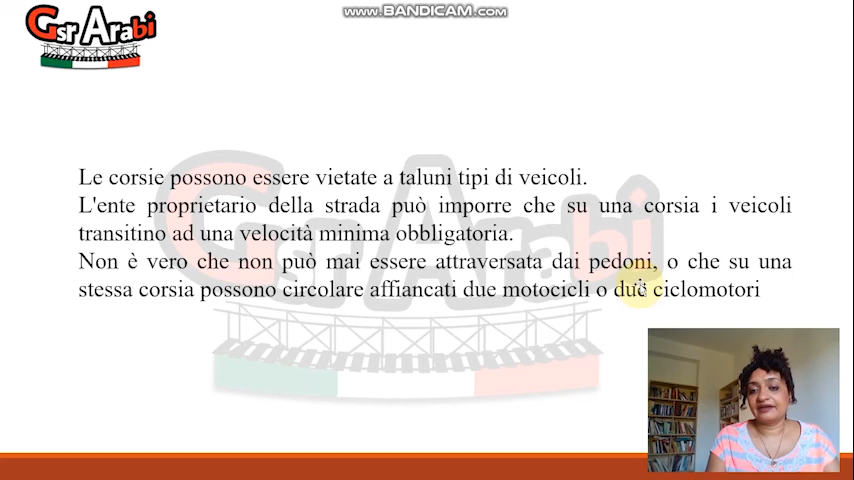 www.BANDICAM.com
Gsr Arabi
Le corsie possono essere vietate a taluni tipi di veicoli.
L'ente proprietario della strada può imporre che su una corsia i veicoli
transitino ad una velocità minima obbligatoria.
Non è vero che non può mai essere attraversata dai pedoni, o che su una
stessa corsia possono circolare affiancati due motocicli o due ciclomotori